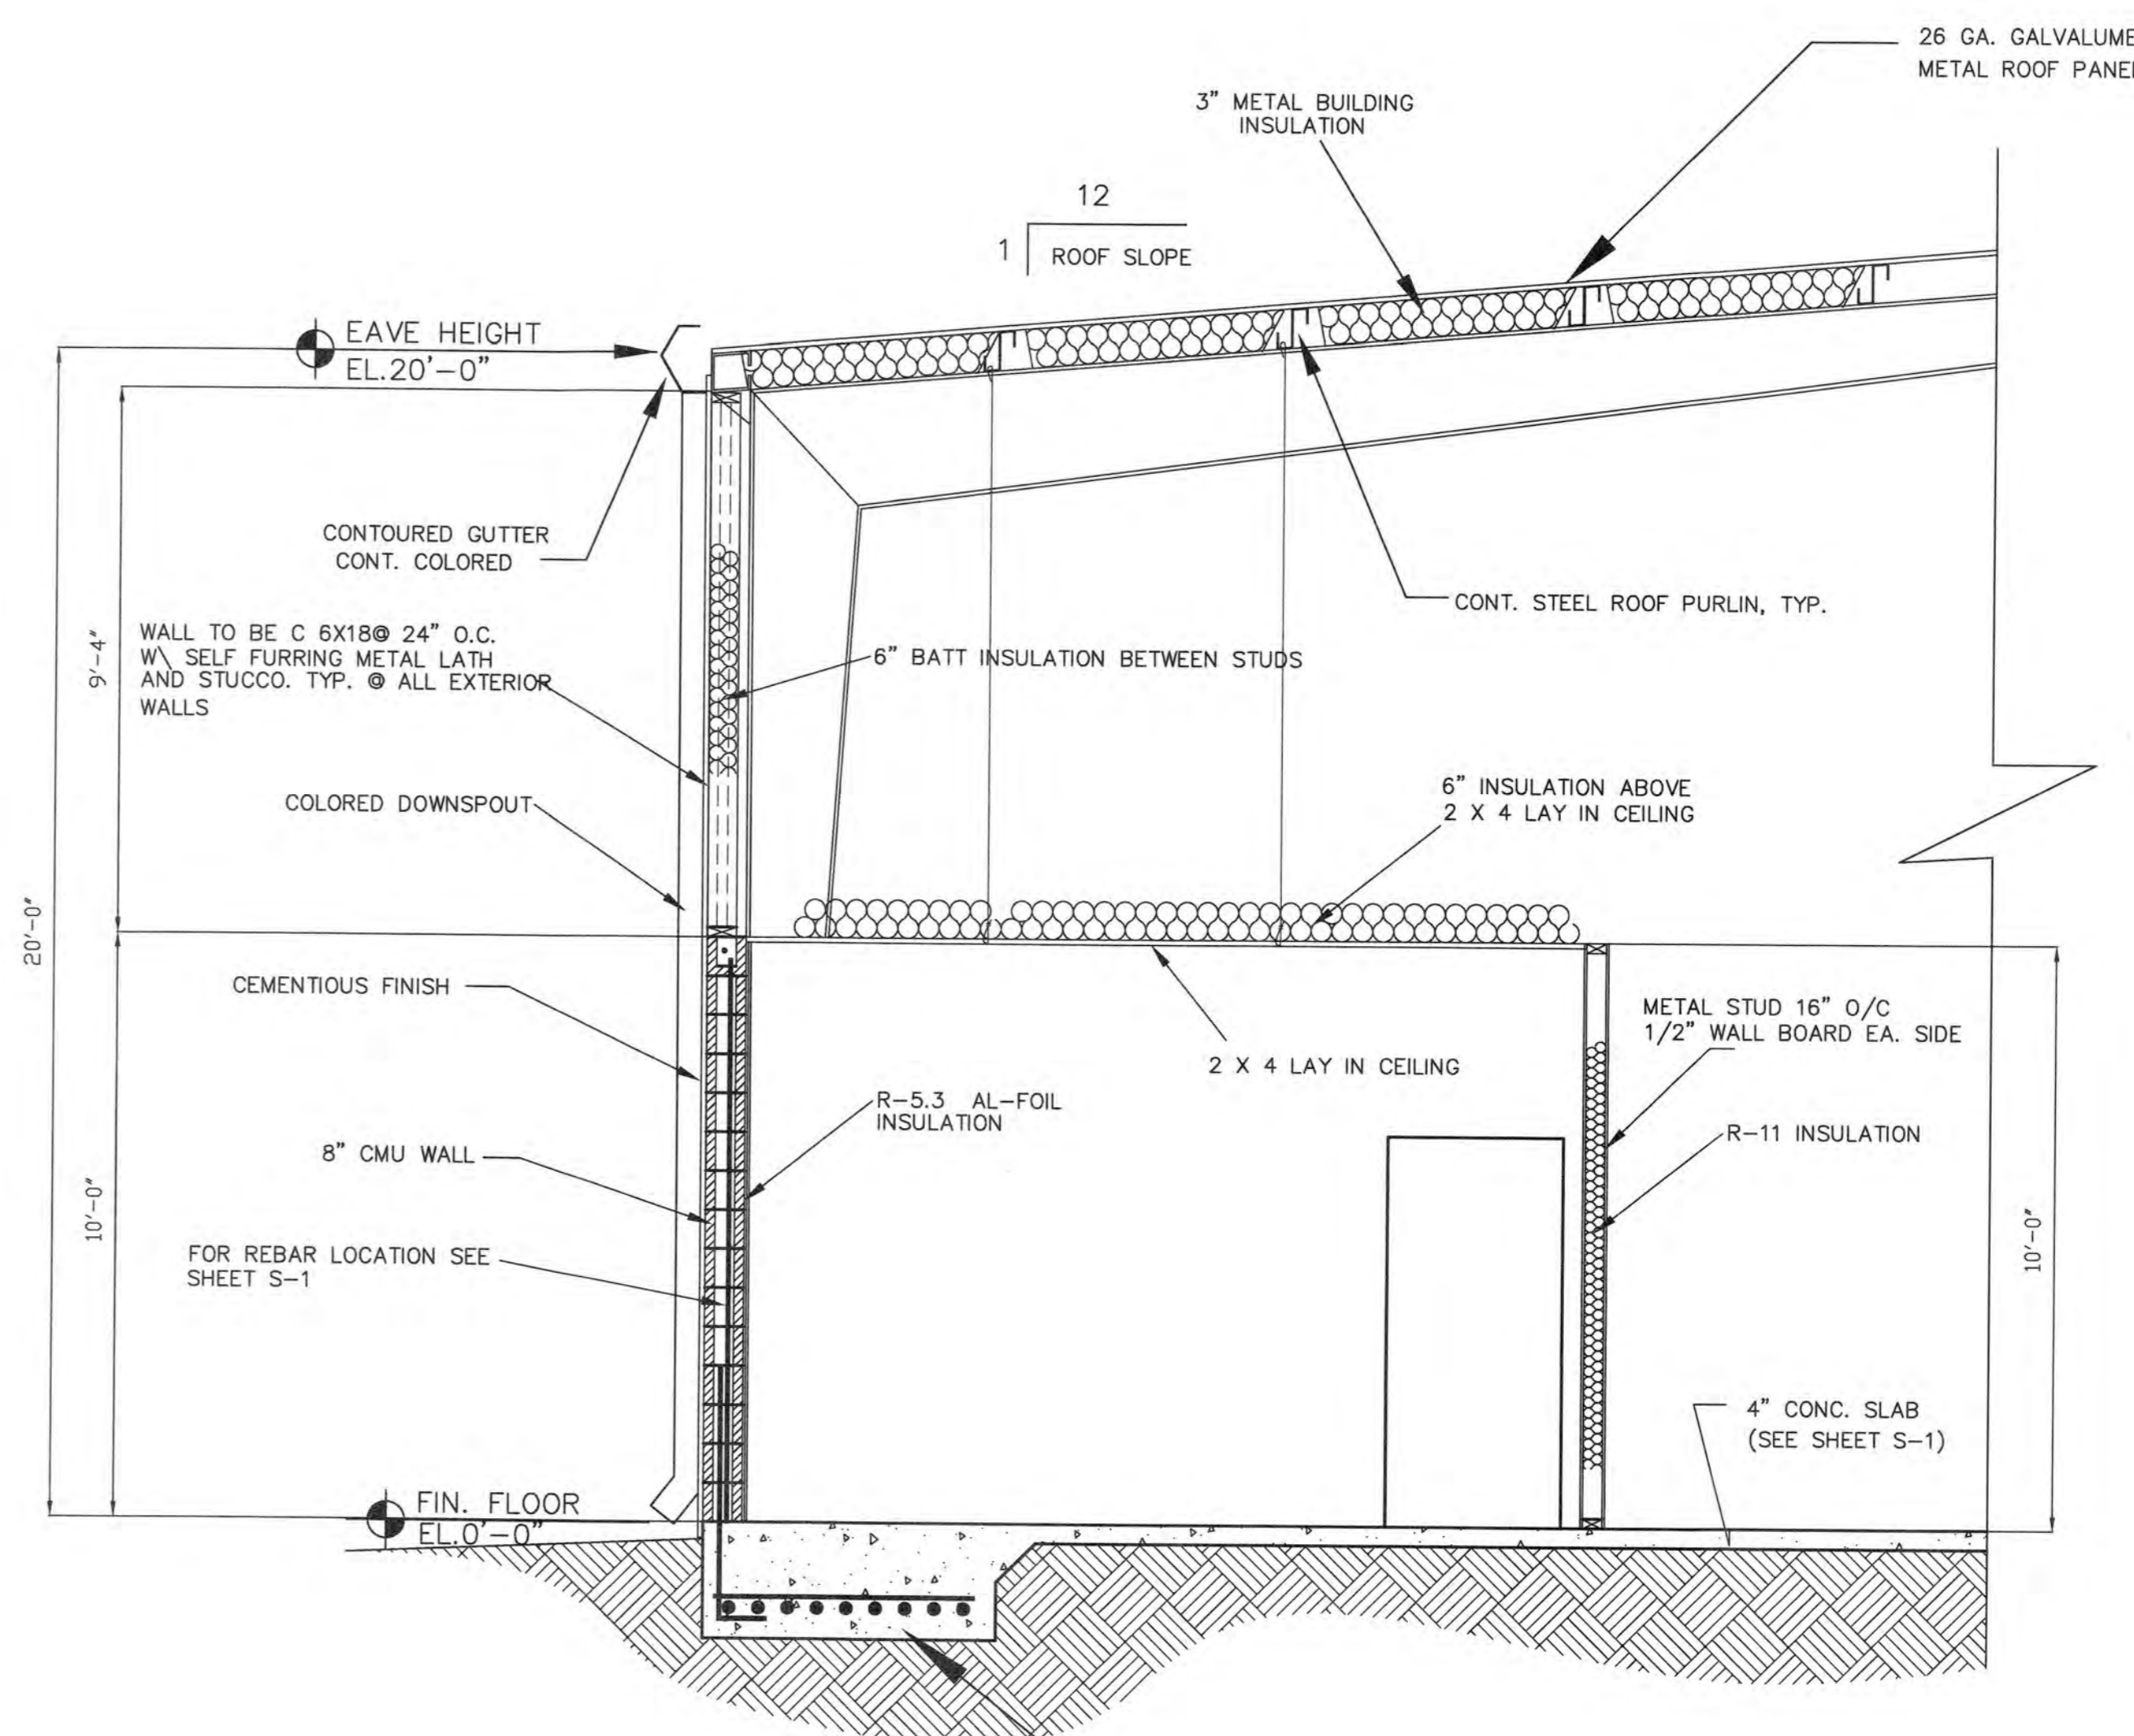 26 GA. GALVALUME
METAL ROOF PANEL
3" METAL BUILDING
INSULATION
12
1
ROOF SLOPE
EAVE HEIGHT
EL.20'-0"
CONTOURED GUTTER
CONT. COLORED
CONT. STEEL ROOF PURLIN, TYP.
9'-4"
WALL TO BE C 6X18@ 24" O.C.
W\ SELF FURRING METAL LATH
AND STUCCO. TYP. @ ALL EXTERIOR
WALLS
6" BATT INSULATION BETWEEN STUDS
COLORED DOWNSPOUT
6" INSULATION ABOVE
2 X 4 LAY IN CEILING
20'-0"
CEMENTIOUS FINISH
METAL STUD 16" O/C
1/2" WALL BOARD EA. SIDE
2 X 4 LAY IN CEILING
R-5.3 AL-FOIL
INSULATION
8" CMU WALL
R-11 INSULATION
10'-0"
FOR REBAR LOCATION SEE
SHEET S-1
10'-0"
4" CONC. SLAB
(SEE SHEET S-1)
FIN. FLOOR
EL.0'-0"